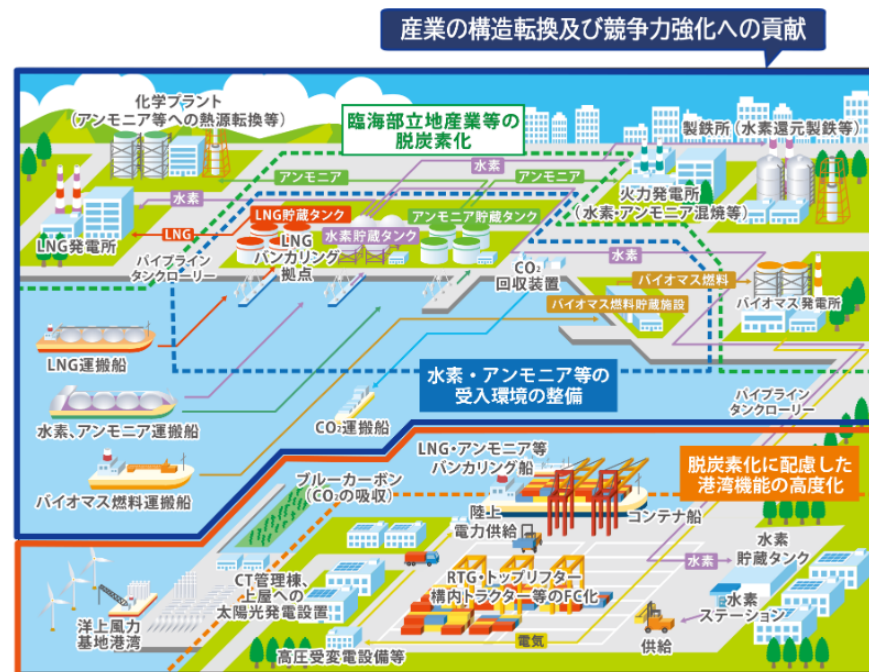 産業の構造転換及び競争力強化への貢献
化学プラント
(アンモニア等への熱源転換等)
臨海部立地産業等の
脱炭素化
製鉄所(水素還元製鉄等)
水素
アンモニア
アンモニア
水素
火力発電所
(水素・アンモニア混焼等)
LNG貯蔵タンク
アンモニア貯蔵タンク
LNG
水素貯蔵タンク
LNG発電所
LNG
バンカリング
拠点
水素
パイプライン
タンクローリー
CO₂
回収装置
バイオマス燃料
バイオマス燃料貯蔵施設
バイオマス発電所
LNG運搬船
水素・アンモニア等の
受入環境の整備
水素、アンモニア運搬船
CO₂運搬船
パイプライン
タンクローリー
バイオマス燃料運搬船
ブルーカーボン
(CO₂の吸収)
LNG・アンモニア等
バンカリング船
脱炭素化に配慮した
港湾機能の高度化
陸上
電力供給
コンテナ船
水素
貯蔵タンク
水素
CT管理棟、
上屋への
太陽光発電設置
RTG・トップリフター
構内トラクター等のFC化
水素
ステーション
洋上風力
基地港湾
電気
供給
高圧受変電設備等